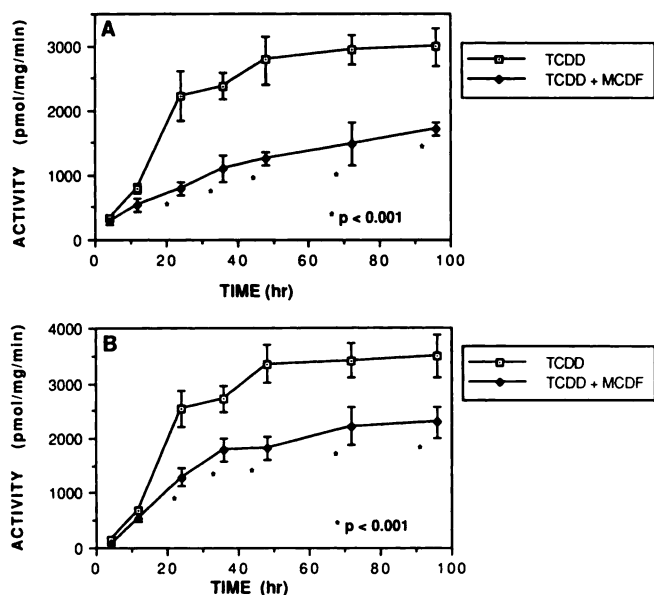 A
3000
2000
1000
0
ACTIVITY (pmol/mg/min)
TCDD
TCDD + MCDF
* * * * *
* p < 0.001
0 20 40 60 80 100
TIME (hr)
B
4000
3000
2000
1000
0
ACTIVITY (pmol/mg/min)
TCDD
TCDD + MCDF
* * * * *
* p < 0.001
0 20 40 60 80 100
TIME (hr)